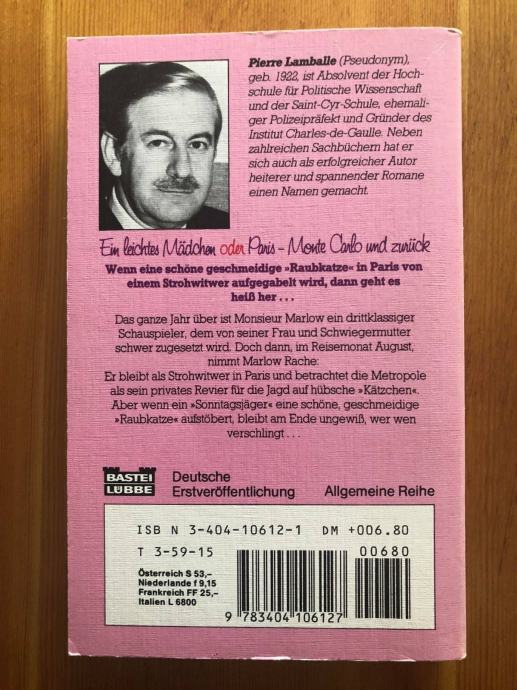 Pierre Lamballe (Pseudonym),
geb. 1922, ist Absolvent der Hoch-
schule für Politische Wissenschaft
und der Saint-Cyr-Schule, ehemali-
ger Polizeipräfekt und Gründer des
Institut Charles-de-Gaulle. Neben
zahlreichen Sachbüchern hat er
sich auch als erfolgreicher Autor
heiterer und spannender Romane
einen Namen gemacht.
Ein leichtes Mädchen oder Paris – Monte Carlo und zurück
Wenn eine schöne geschmeidige »Raubkatze« in Paris von
einem Strohwitwer aufgegabelt wird, dann geht es
heiß her ...
Das ganze Jahr über ist Monsieur Marlow ein drittklassiger
Schauspieler, dem von seiner Frau und Schwiegermutter
schwer zugesetzt wird. Doch dann, im Reisemonat August,
nimmt Marlow Rache:
Er bleibt als Strohwitwer in Paris und betrachtet die Metropole
als sein privates Revier für die Jagd auf hübsche »Kätzchen«.
Aber wenn ein »Sonntagsjäger« eine schöne, geschmeidige
»Raubkatze« aufstöbert, bleibt am Ende ungewiß, wer wen
verschlingt ...
BASTEI
LÜBBE
Deutsche
Erstveröffentlichung
Allgemeine Reihe
ISB N 3-404-10612-1 DM +006.80
T 3-59-15
00680
Österreich S 53,–
Niederlande f 9,15
Frankreich FF 25,–
Italien L 6800
9 783404 106127